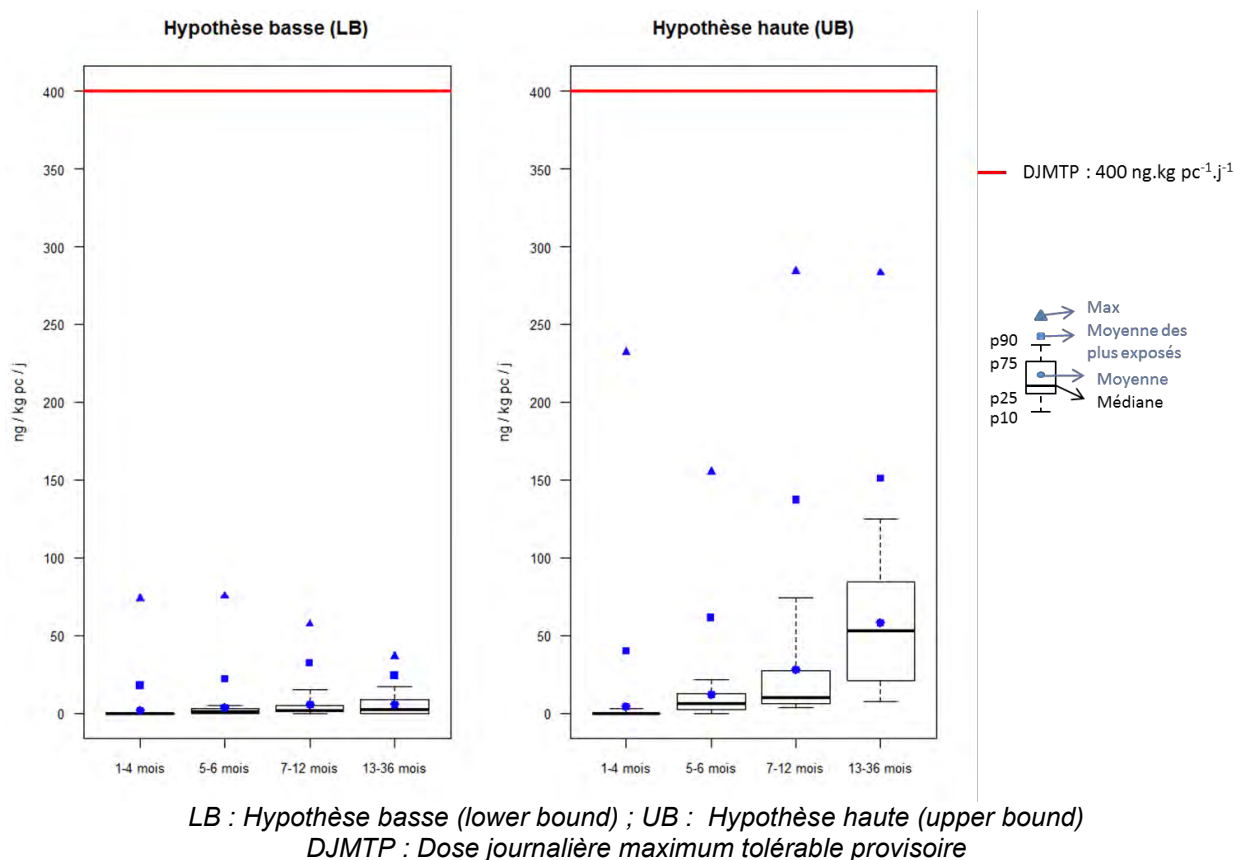 Hypothèse basse (LB)
ng / kg pc / j
400
350
300
250
200
150
100
50
0
1-4 mois 5-6 mois 7-12 mois 13-36 mois
Hypothèse haute (UB)
ng / kg pc / j
400
350
300
250
200
150
100
50
0
1-4 mois 5-6 mois 7-12 mois 13-36 mois
DJMTP : 400 ng.kg pc⁻¹.j⁻¹
Max
Moyenne des
plus exposés
Moyenne
Médiane
p90
p75
p25
p10
LB : Hypothèse basse (lower bound) ; UB : Hypothèse haute (upper bound)
DJMTP : Dose journalière maximum tolérable provisoire